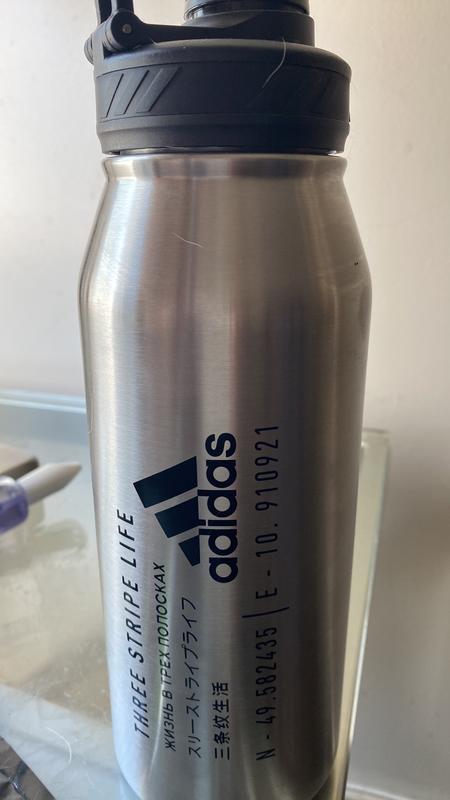 THREE STRIPE LIFE
ЖИЗНЬ В ТРЕХ ПОЛОСКАХ
スリーストライプライフ
三条纹生活
adidas
N - 49.582435 | E - 10. 910921